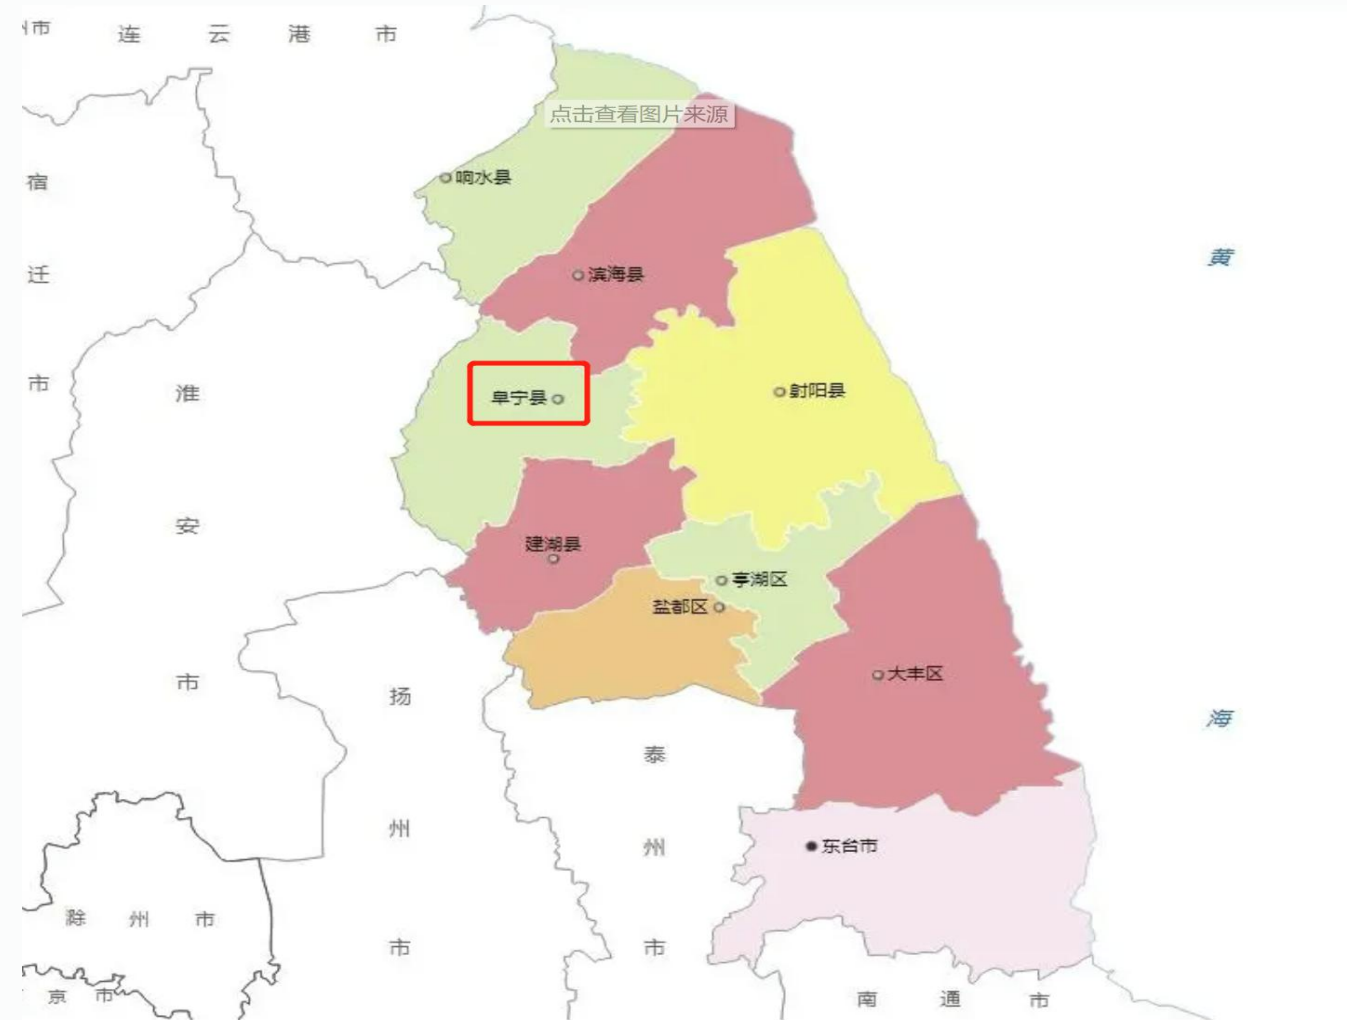 市
连云港市
点击查看图片来源
响水县
宿迁市
滨海县
黄海
阜宁县
射阳县
淮安市
建湖县
亭湖区
盐都区
大丰区
扬州市
泰州市
东台市
滁州市
京市
南通市